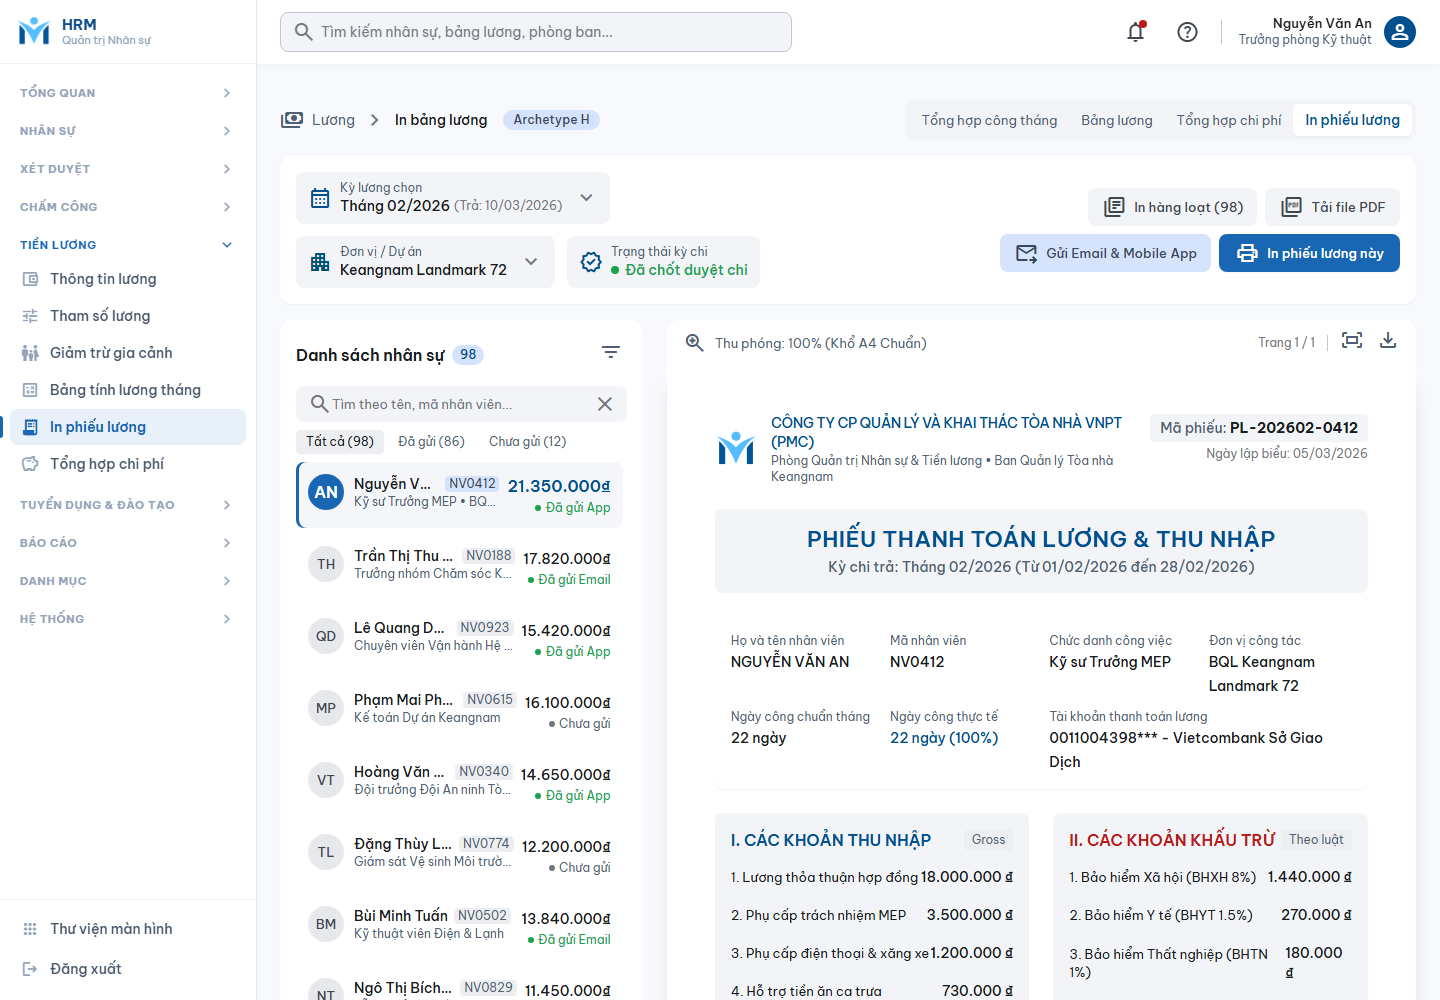 HRM
Quản trị Nhân sự
Tìm kiếm nhân sự, bảng lương, phòng ban...
Nguyễn Văn An
Trưởng phòng Kỹ thuật
TỔNG QUAN
NHÂN SỰ
XÉT DUYỆT
CHẤM CÔNG
TIỀN LƯƠNG
Thông tin lương
Tham số lương
Giảm trừ gia cảnh
Bảng tính lương tháng
In phiếu lương
Tổng hợp chi phí
TUYỂN DỤNG & ĐÀO TẠO
BÁO CÁO
DANH MỤC
HỆ THỐNG
Thư viện màn hình
Đăng xuất
Lương
In bảng lương
Archetype H
Tổng hợp công tháng
Bảng lương
Tổng hợp chi phí
In phiếu lương
Kỳ lương chọn
Tháng 02/2026 (Trả: 10/03/2026)
Đơn vị / Dự án
Keangnam Landmark 72
Trạng thái kỳ chi
Đã chốt duyệt chi
In hàng loạt (98)
PDF
Tải file PDF
Gửi Email & Mobile App
In phiếu lương này
Danh sách nhân sự 98
Tìm theo tên, mã nhân viên...
Tất cả (98)
Đã gửi (86)
Chưa gửi (12)
AN
Nguyễn V... NV0412 21.350.000₫
Kỹ sư Trưởng MEP • BQ... Đã gửi App
TH
Trần Thị Thu ... NV0188 17.820.000₫
Trưởng nhóm Chăm sóc K... Đã gửi Email
QD
Lê Quang D... NV0923 15.420.000₫
Chuyên viên Vận hành Hệ ... Đã gửi App
MP
Phạm Mai Ph... NV0615 16.100.000₫
Kế toán Dự án Keangnam Chưa gửi
VT
Hoàng Văn ... NV0340 14.650.000₫
Đội trưởng Đội An ninh Tò... Đã gửi App
TL
Đặng Thùy L... NV0774 12.200.000₫
Giám sát Vệ sinh Môi trườ... Chưa gửi
BM
Bùi Minh Tuấn NV0502 13.840.000₫
Kỹ thuật viên Điện & Lạnh Đã gửi Email
NT
Ngô Thị Bích... NV0829 11.450.000₫
Thu phóng: 100% (Khổ A4 Chuẩn)
Trang 1 / 1
CÔNG TY CP QUẢN LÝ VÀ KHAI THÁC TÒA NHÀ VNPT
(PMC)
Phòng Quản trị Nhân sự & Tiền lương • Ban Quản lý Tòa nhà
Keangnam
Mã phiếu: PL-202602-0412
Ngày lập biểu: 05/03/2026
PHIẾU THANH TOÁN LƯƠNG & THU NHẬP
Kỳ chi trả: Tháng 02/2026 (Từ 01/02/2026 đến 28/02/2026)
Họ và tên nhân viên
NGUYỄN VĂN AN
Mã nhân viên
NV0412
Chức danh công việc
Kỹ sư Trưởng MEP
Đơn vị công tác
BQL Keangnam
Landmark 72
Ngày công chuẩn tháng
22 ngày
Ngày công thực tế
22 ngày (100%)
Tài khoản thanh toán lương
0011004398*** - Vietcombank Sở Giao
Dịch
I. CÁC KHOẢN THU NHẬP Gross
1. Lương thỏa thuận hợp đồng 18.000.000 ₫
2. Phụ cấp trách nhiệm MEP 3.500.000 ₫
3. Phụ cấp điện thoại & xăng xe 1.200.000 ₫
4. Hỗ trợ tiền ăn ca trưa 730.000 ₫
II. CÁC KHOẢN KHẤU TRỪ Theo luật
1. Bảo hiểm Xã hội (BHXH 8%) 1.440.000 ₫
2. Bảo hiểm Y tế (BHYT 1.5%) 270.000 ₫
3. Bảo hiểm Thất nghiệp (BHTN
1%)
180.000
₫